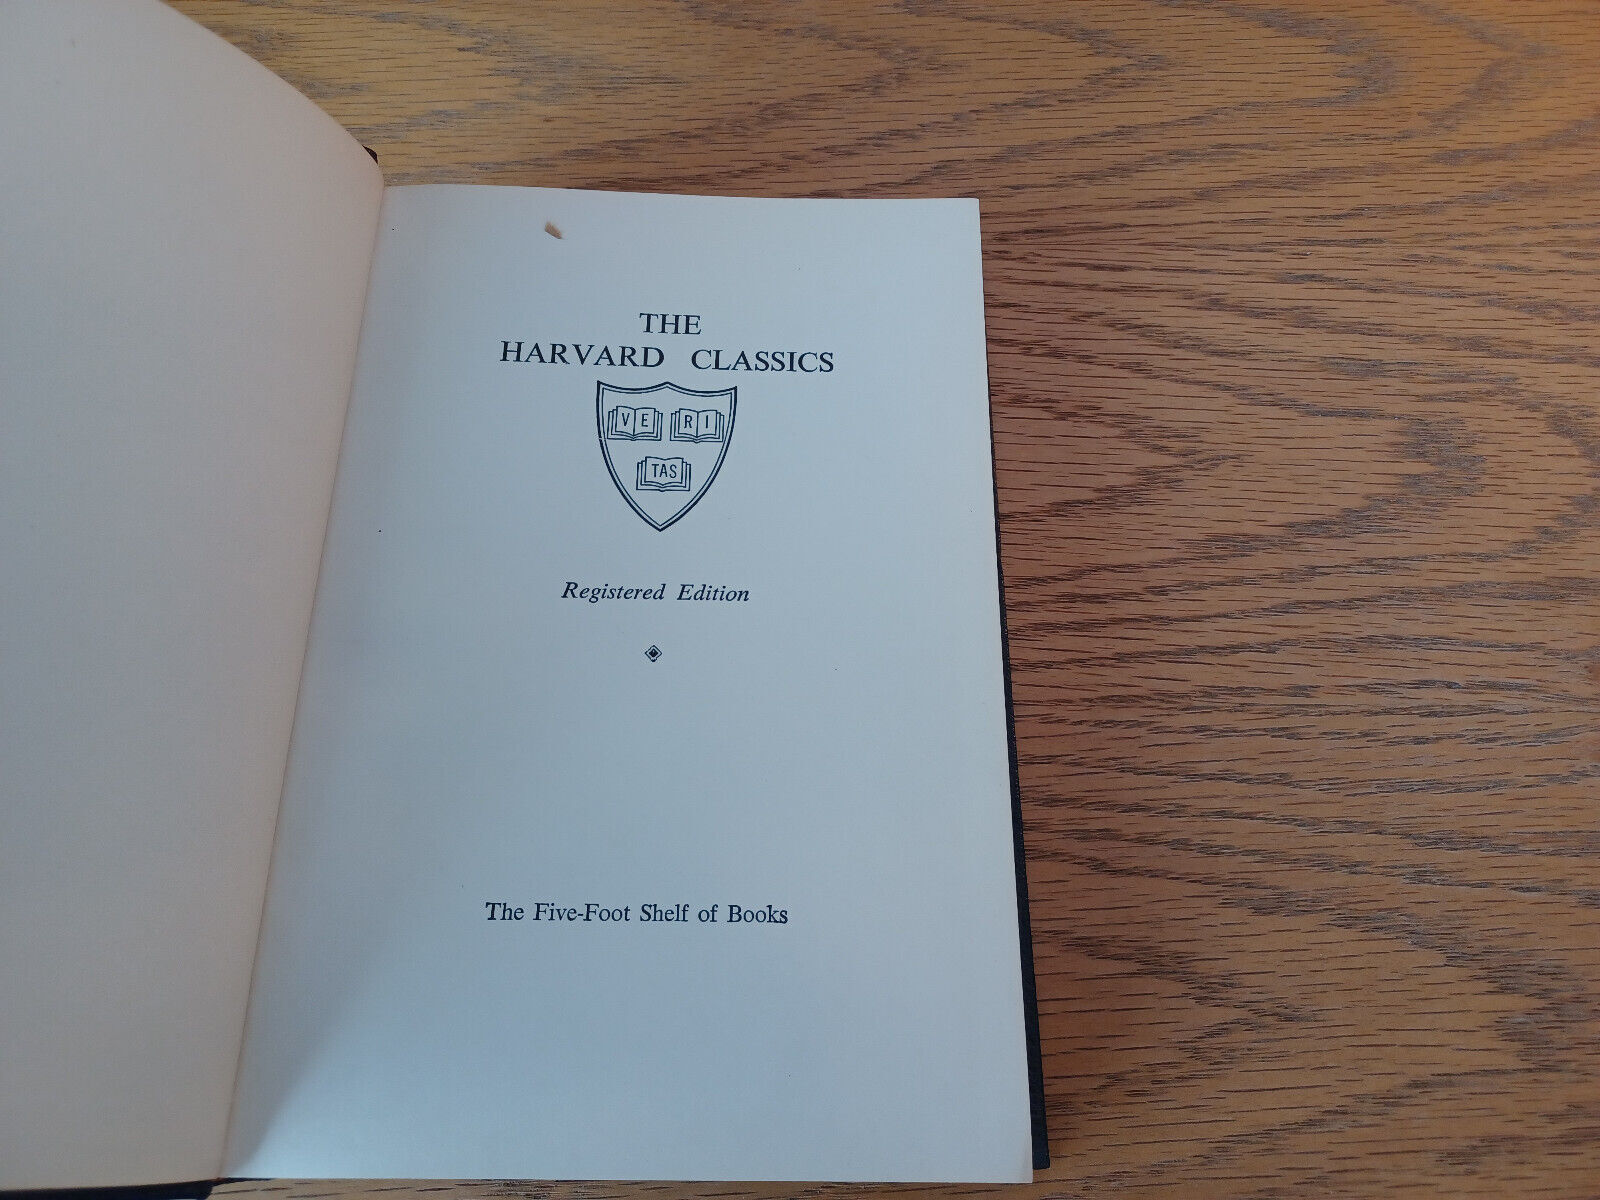 THE
HARVARD CLASSICS
VE RI
TAS
Registered Edition
The Five-Foot Shelf of Books